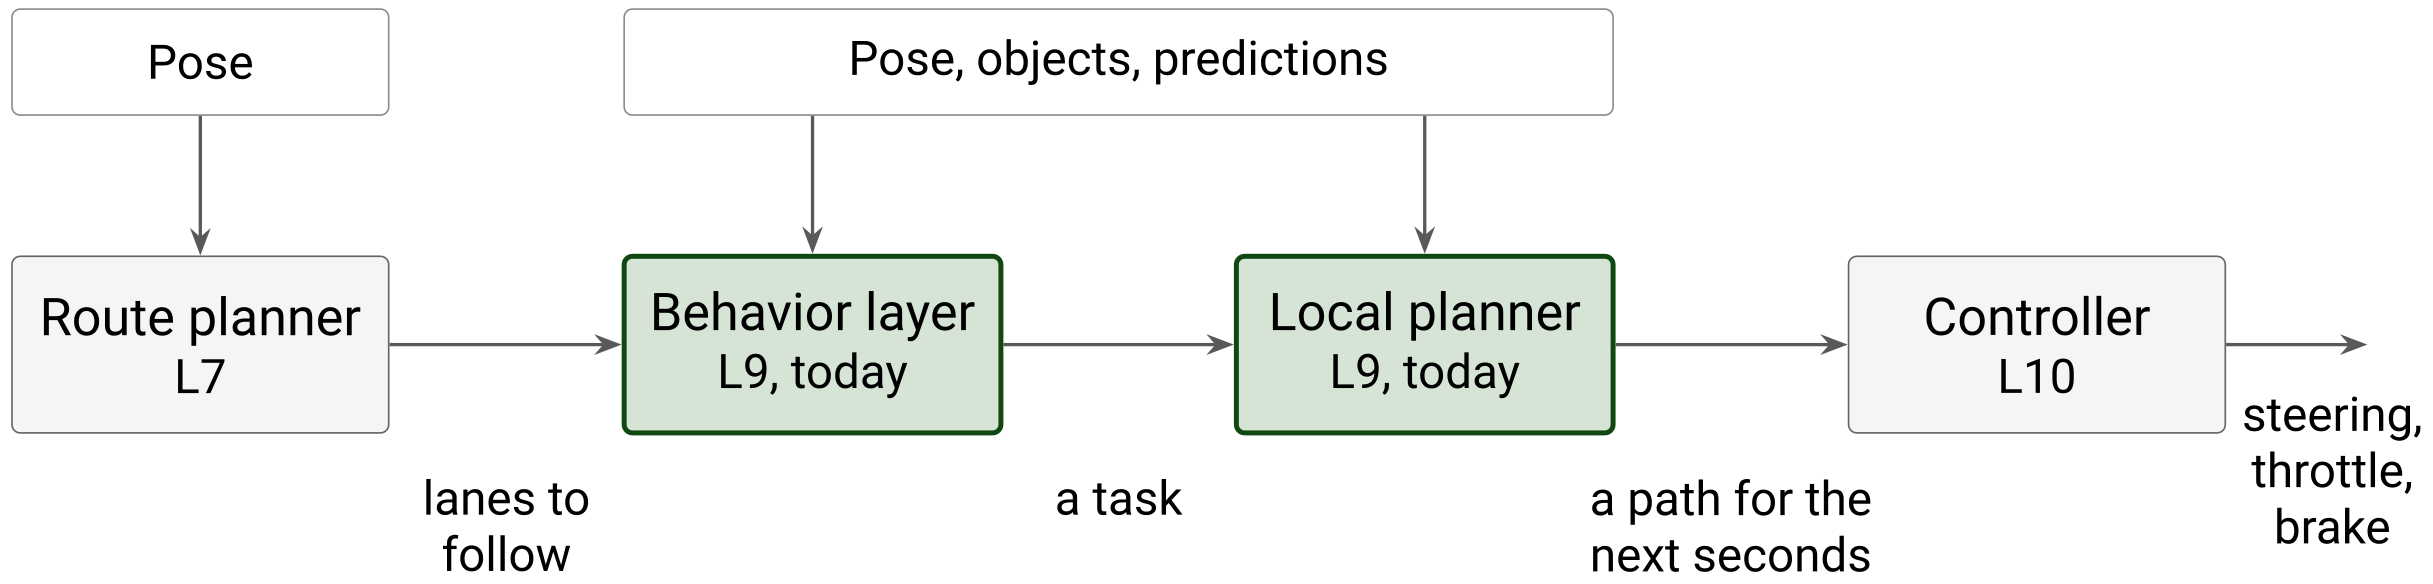 Pose
Pose, objects, predictions
Route planner
L7
Behavior layer
L9, today
Local planner
L9, today
Controller
L10
lanes to
follow
a task
a path for the
next seconds
steering,
throttle,
brake